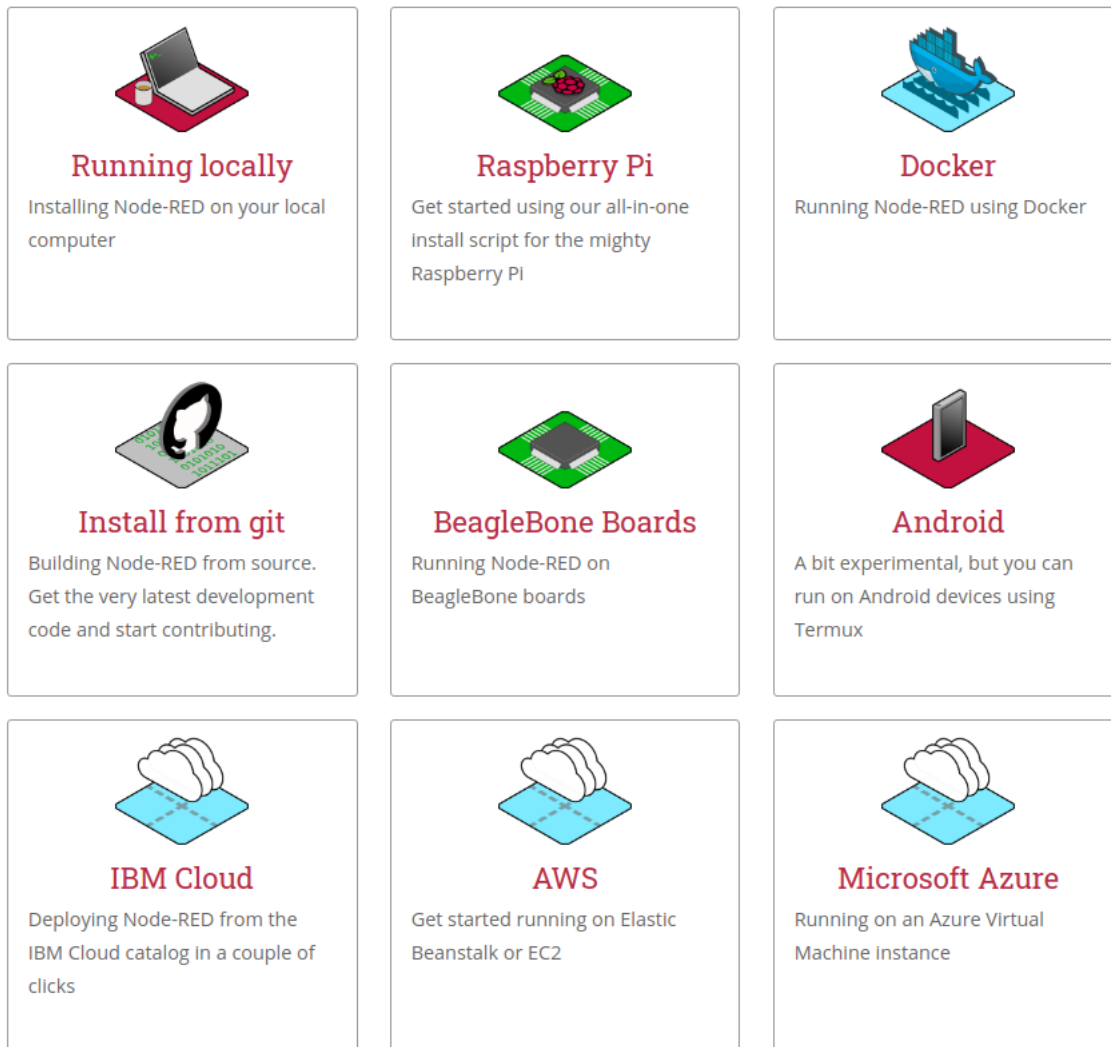 Running locally
Installing Node-RED on your local
computer
Raspberry Pi
Get started using our all-in-one
install script for the mighty
Raspberry Pi
Docker
Running Node-RED using Docker
Install from git
Building Node-RED from source.
Get the very latest development
code and start contributing.
BeagleBone Boards
Running Node-RED on
BeagleBone boards
Android
A bit experimental, but you can
run on Android devices using
Termux
IBM Cloud
Deploying Node-RED from the
IBM Cloud catalog in a couple of
clicks
AWS
Get started running on Elastic
Beanstalk or EC2
Microsoft Azure
Running on an Azure Virtual
Machine instance